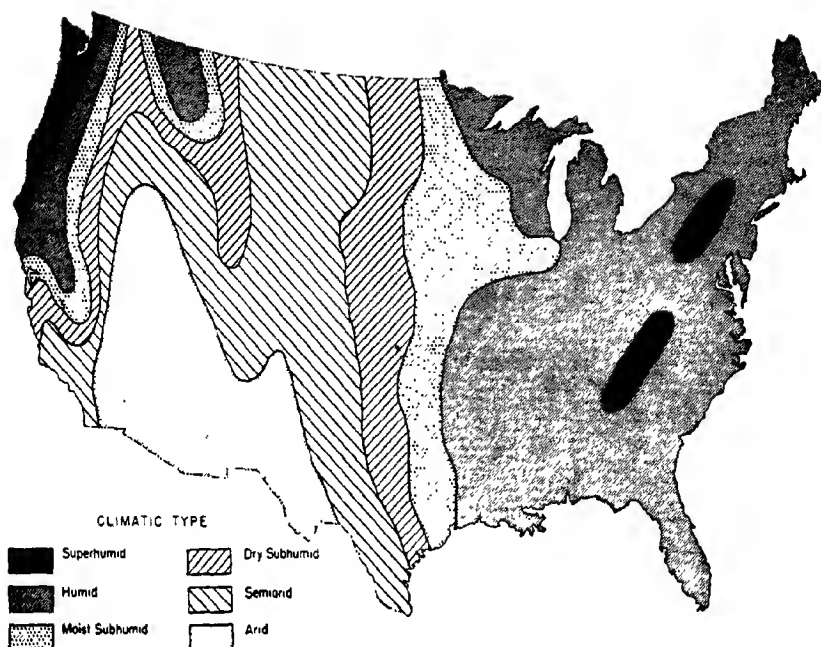 CLIMATIC TYPE
Superhumid
Humid
Moist Subhumid
Dry Subhumid
Semiarid
Arid